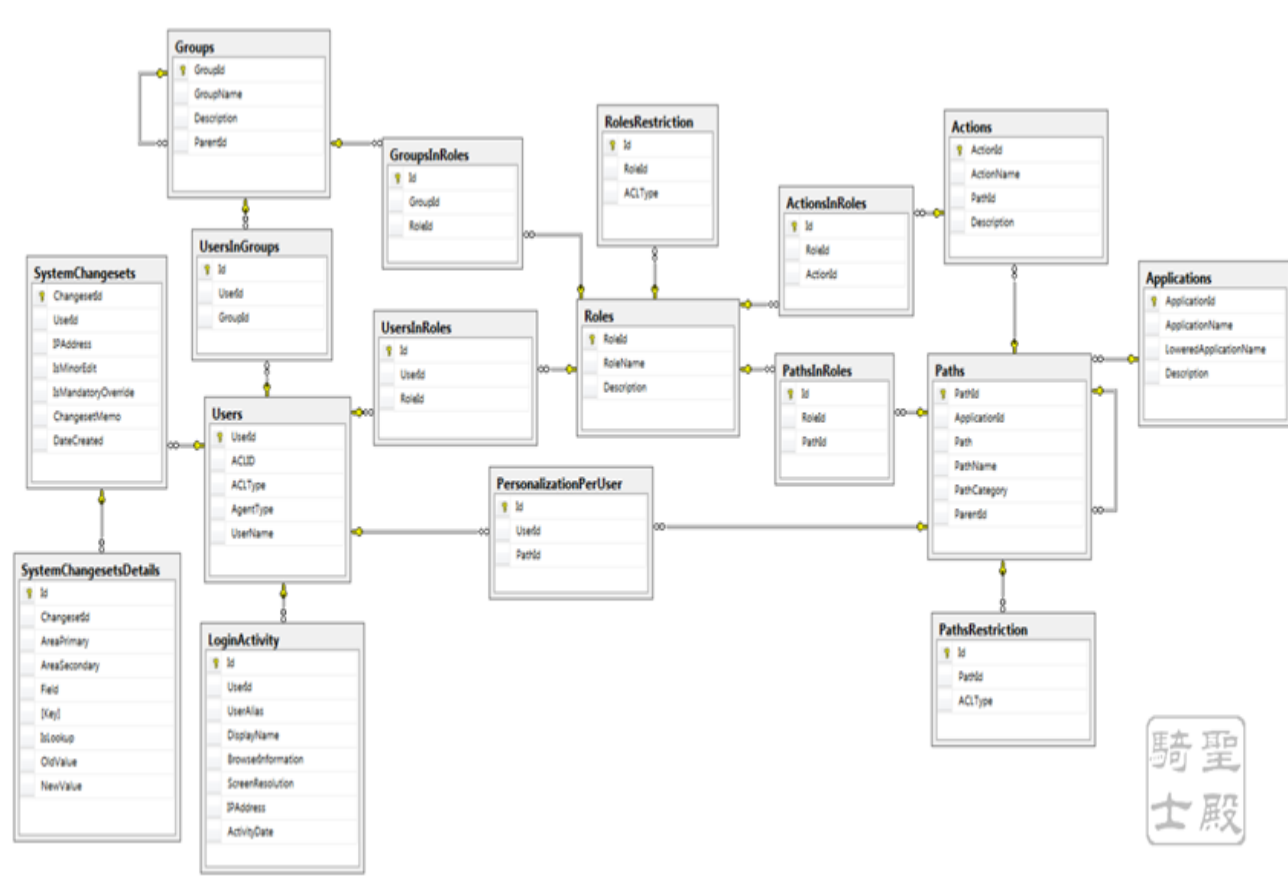 Groups
GroupId
GroupName
Description
ParentId
GroupsInRoles
Id
GroupId
RoleId
RolesRestriction
Id
RoleId
ACLType
Actions
ActionId
ActionName
PathId
Description
ActionsInRoles
Id
RoleId
ActionId
UsersInGroups
Id
UserId
GroupId
SystemChangesets
ChangesetId
UserId
IPAddress
IsMinorEdit
IsMandatoryOverride
ChangesetMemo
DateCreated
UsersInRoles
Id
UserId
RoleId
Roles
RoleId
RoleName
Description
Applications
ApplicationId
ApplicationName
LoweredApplicationName
Description
PathsInRoles
Id
RoleId
PathId
Paths
PathId
ApplicationId
Path
PathName
PathCategory
ParentId
Users
UserId
ACLID
ACLType
AgentType
UserName
PersonalizationPerUser
Id
UserId
PathId
SystemChangesetsDetails
Id
ChangesetId
AreaPrimary
AreaSecondary
Field
[Key]
IsLookup
OldValue
NewValue
LoginActivity
Id
UserId
UserAlias
DisplayName
BrowseInformation
ScreenResolution
IPAddress
ActivityDate
PathsRestriction
Id
PathId
ACLType
聖殿
騎士